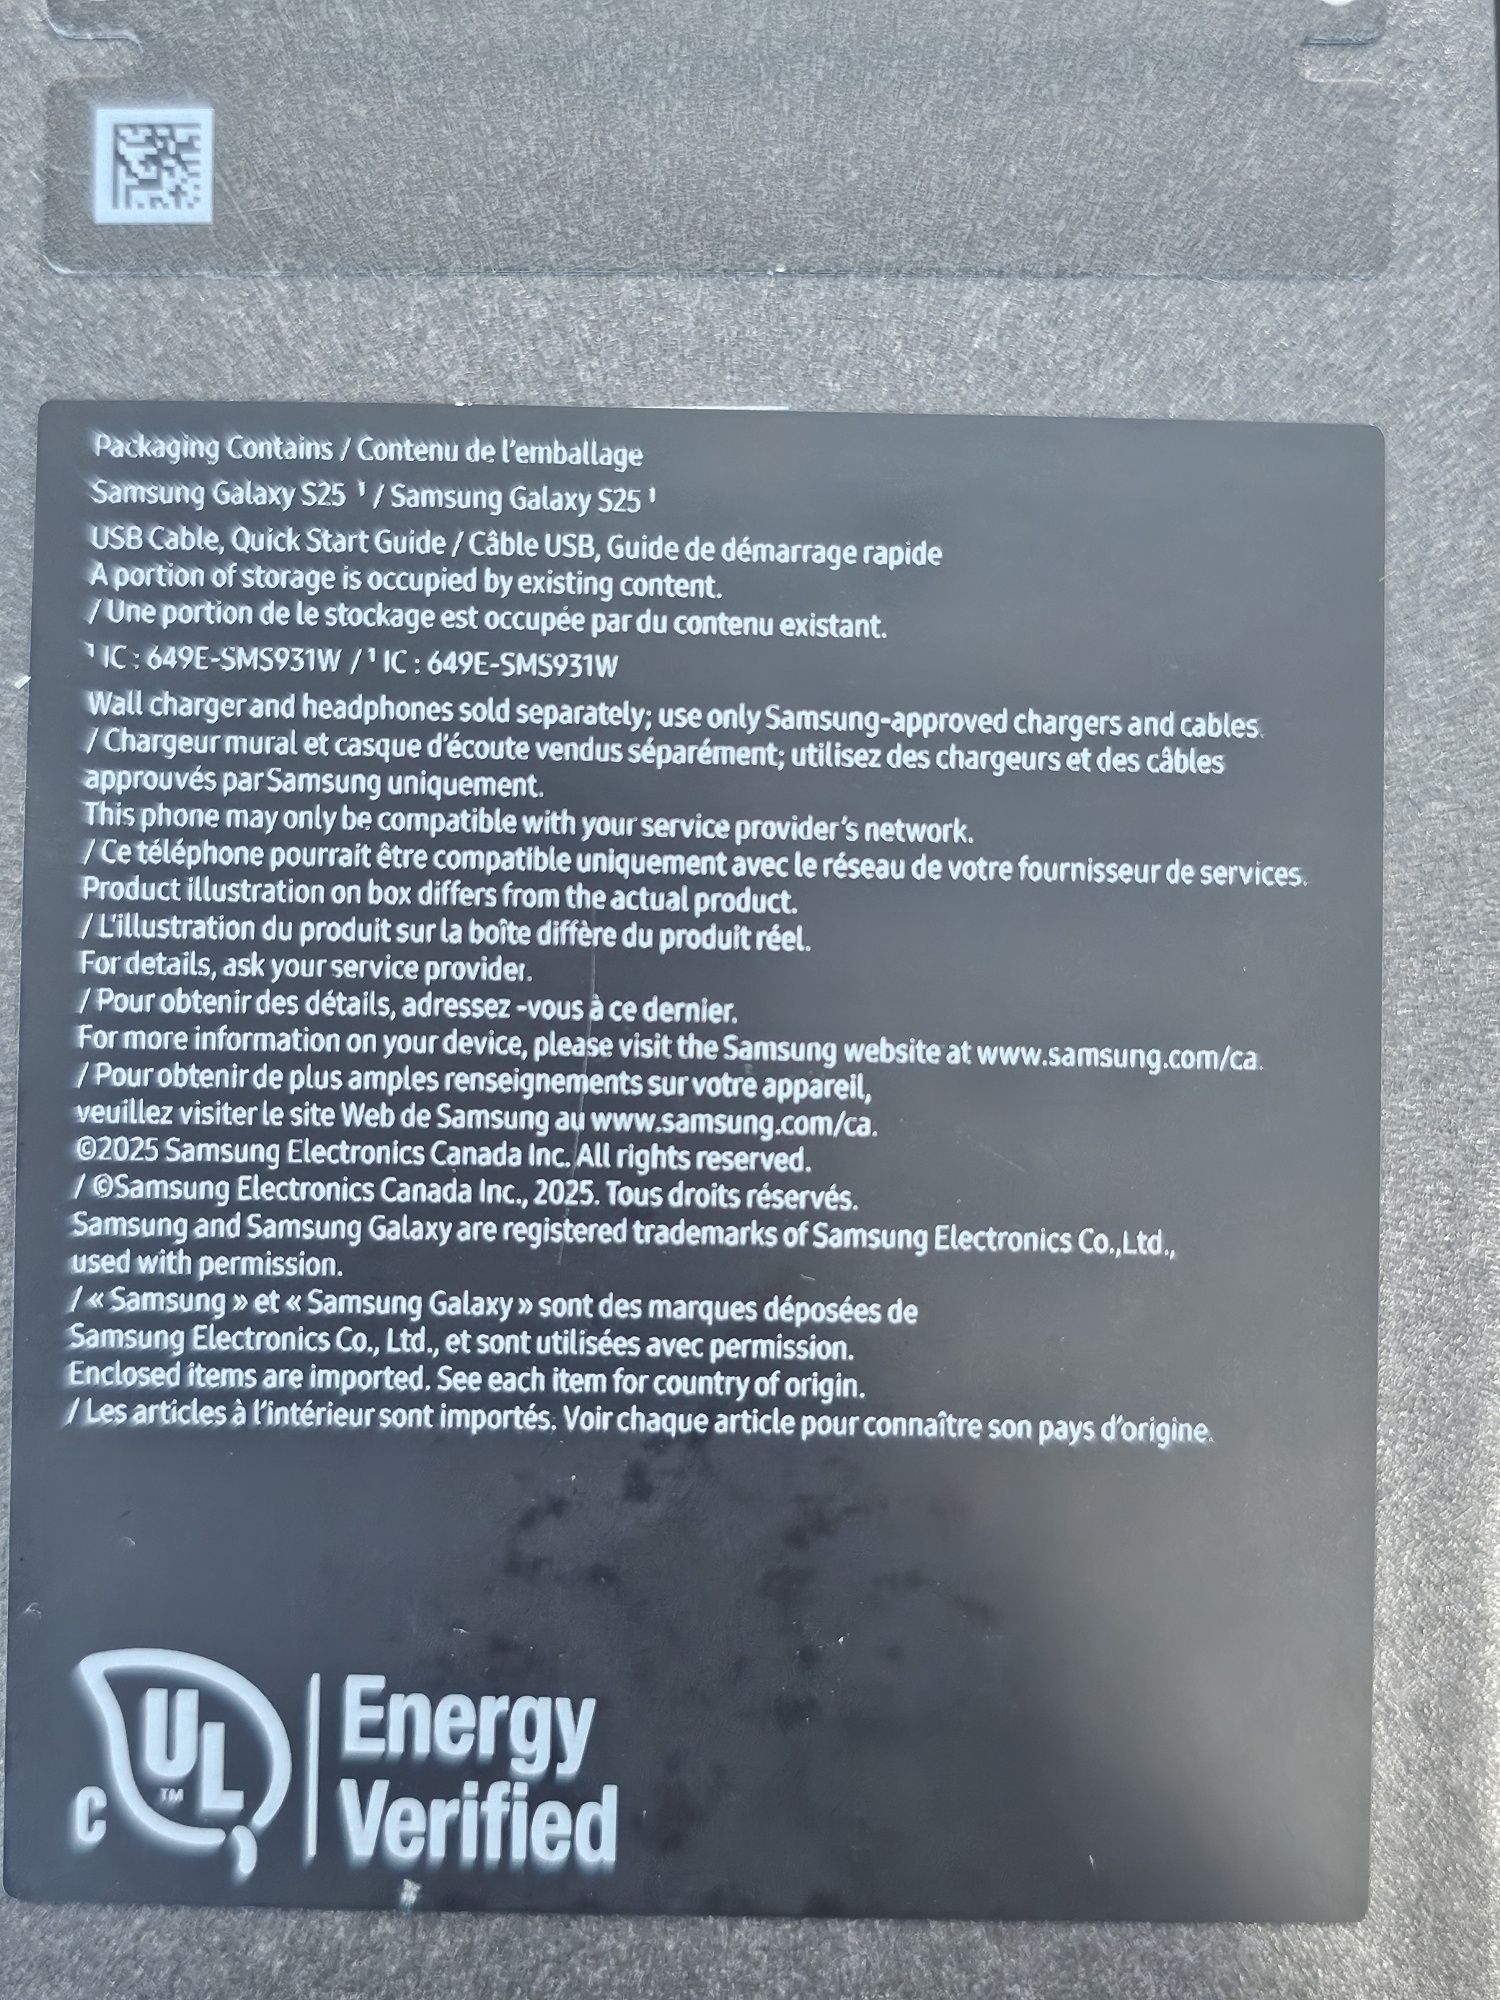 Packaging Contains / Contenu de l'emballage
Samsung Galaxy S25 ¹ / Samsung Galaxy S25 ¹
USB Cable, Quick Start Guide / Câble USB, Guide de démarrage rapide
A portion of storage is occupied by existing content.
/ Une portion de le stockage est occupée par du contenu existant.
¹ IC : 649E-SMS931W / ¹ IC : 649E-SMS931W
Wall charger and headphones sold separately; use only Samsung-approved chargers and cables.
/ Chargeur mural et casque d'écoute vendus séparément; utilisez des chargeurs et des câbles
approuvés par Samsung uniquement.
This phone may only be compatible with your service provider's network.
/ Ce téléphone pourrait être compatible uniquement avec le réseau de votre fournisseur de services.
Product illustration on box differs from the actual product.
/ L'illustration du produit sur la boîte diffère du produit réel.
For details, ask your service provider.
/ Pour obtenir des détails, adressez -vous à ce dernier.
For more information on your device, please visit the Samsung website at www.samsung.com/ca.
/ Pour obtenir de plus amples renseignements sur votre appareil,
veuillez visiter le site Web de Samsung au www.samsung.com/ca.
©2025 Samsung Electronics Canada Inc. All rights reserved.
/ ©Samsung Electronics Canada Inc., 2025. Tous droits réservés.
Samsung and Samsung Galaxy are registered trademarks of Samsung Electronics Co.,Ltd.,
used with permission.
/ « Samsung » et « Samsung Galaxy » sont des marques déposées de
Samsung Electronics Co., Ltd., et sont utilisées avec permission.
Enclosed items are imported. See each item for country of origin.
/ Les articles à l'intérieur sont importés. Voir chaque article pour connaître son pays d'origine.
C UL ™
Energy
Verified